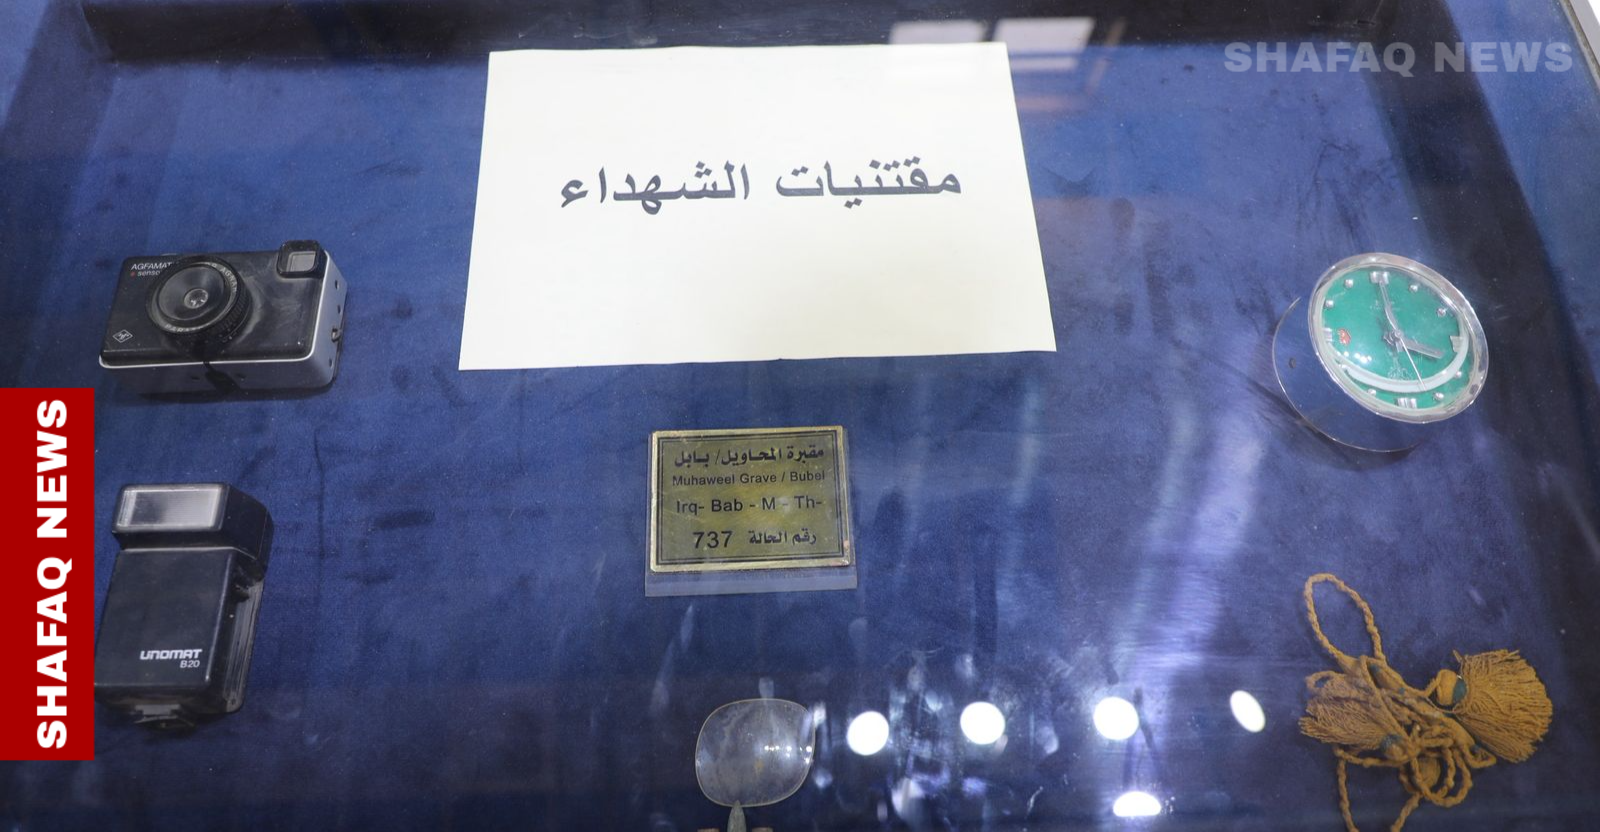 SHAFAQ NEWS
مقتنيات الشهداء
AGFAMAT
senso
مقبرة المحاويل/ بابل
Muhaweel Grave / Bubel
Irq- Bab - M - Th-
رقم الحالة 737
UNOMAT
B20
SHAFAQ NEWS